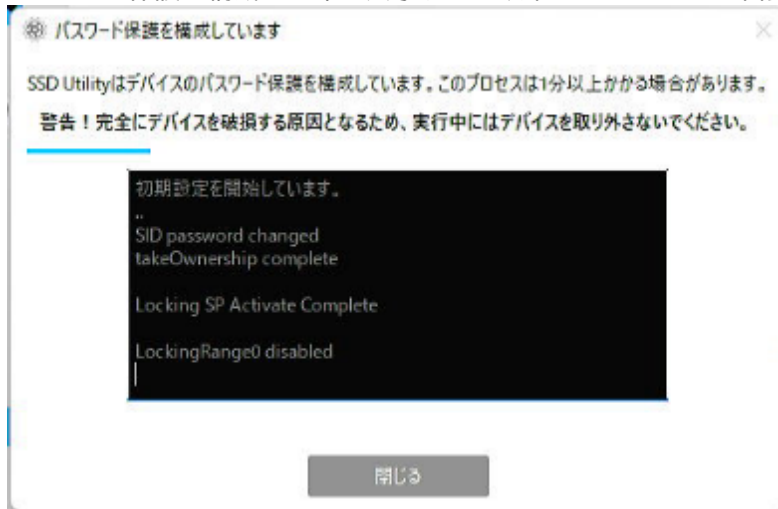 パスワード保護を構成しています
SSD Utilityはデバイスのパスワード保護を構成しています。このプロセスは1分以上かかる場合があります。
警告！完全にデバイスを破損する原因となるため、実行中にはデバイスを取り外さないでください。
初期設定を開始しています。
..
SID password changed
takeOwnership complete
Locking SP Activate Complete
LockingRange0 disabled
閉じる